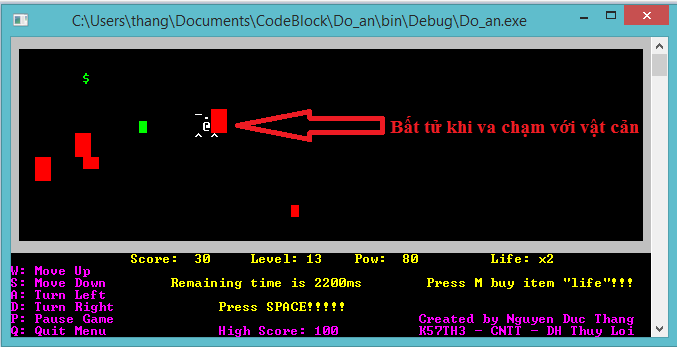 C:\Users\thang\Documents\CodeBlock\Do_an\bin\Debug\Do_an.exe
$
@
^ ^
Bất tử khi va chạm với vật cản
Score: 30 Level: 13 Pow: 80 Life: x2
W: Move Up
S: Move Down Remaining time is 2200ms Press M buy item "life"!!!
A: Turn Left
D: Turn Right Press SPACE!!!!!
P: Pause Game Created by Nguyen Duc Thang
Q: Quit Menu High Score: 100 K57TH3 - CNTT - DH Thuy Loi